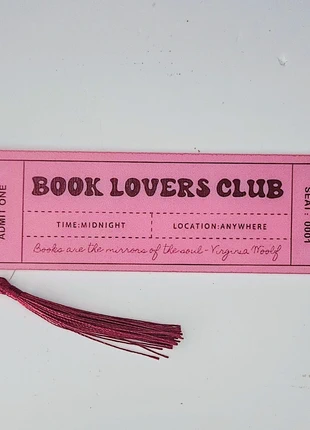 ADMIT ONE
BOOK LOVERS CLUB
TIME:MIDNIGHT
LOCATION:ANYWHERE
Books are the mirrors of the soul - Virginia Woolf
SEAT: 0001